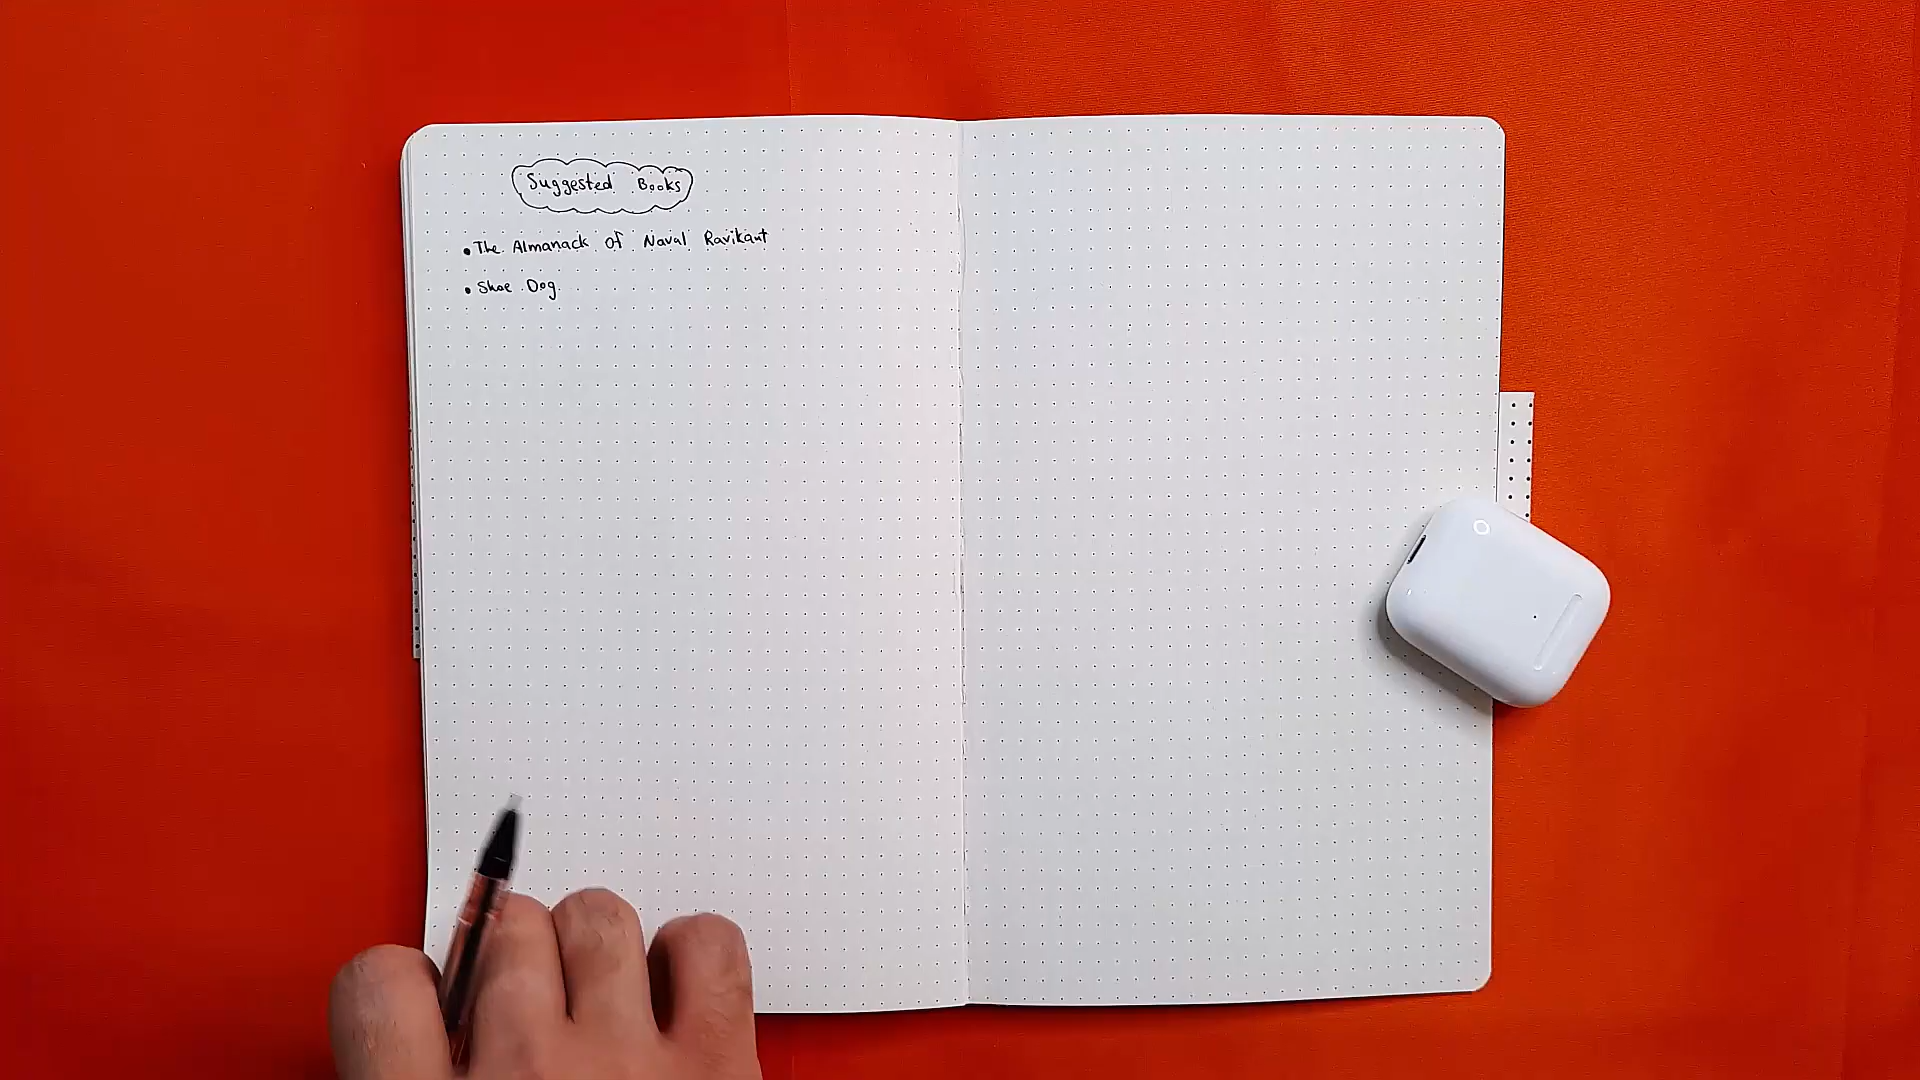 Suggested Books
• The Almanack of Naval Ravikant
• Shoe Dog